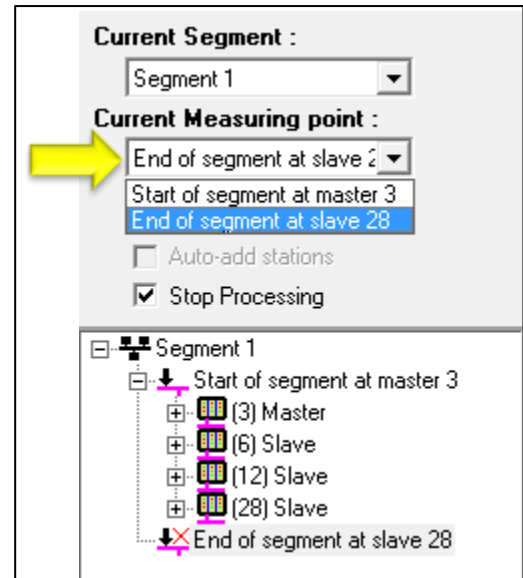 Current Segment :
Segment 1
Current Measuring point :
End of segment at slave 2
Start of segment at master 3
End of segment at slave 28
Auto-add stations
Stop Processing
Segment 1
Start of segment at master 3
(3) Master
(6) Slave
(12) Slave
(28) Slave
End of segment at slave 28